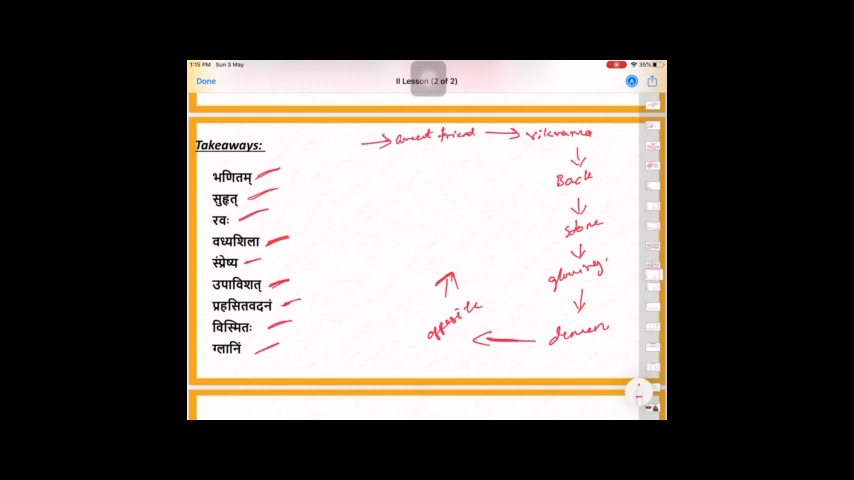 1:15 PM Sun 3 May
35%
Done
II Lesson (2 of 2)
Takeaways:
friend
vikrama
Back
भणितम्
सुहृत्
Stone
रवः
वध्यशिला
glowing
संप्रेष्य
उपाविशत्
प्रहसितवदनं
opposite
विस्मितः
demon
ग्लानिं